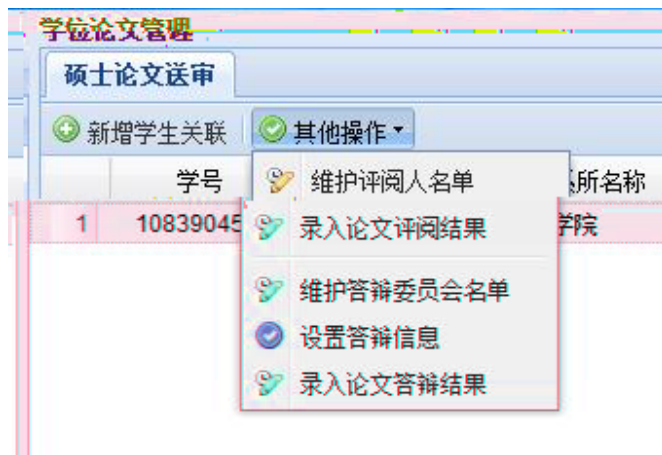 学位论文管理
硕士论文送审
新增学生关联 其他操作
学号 所名称
1 10839045 学院
维护评阅人名单
录入论文评阅结果
维护答辩委员会名单
设置答辩信息
录入论文答辩结果